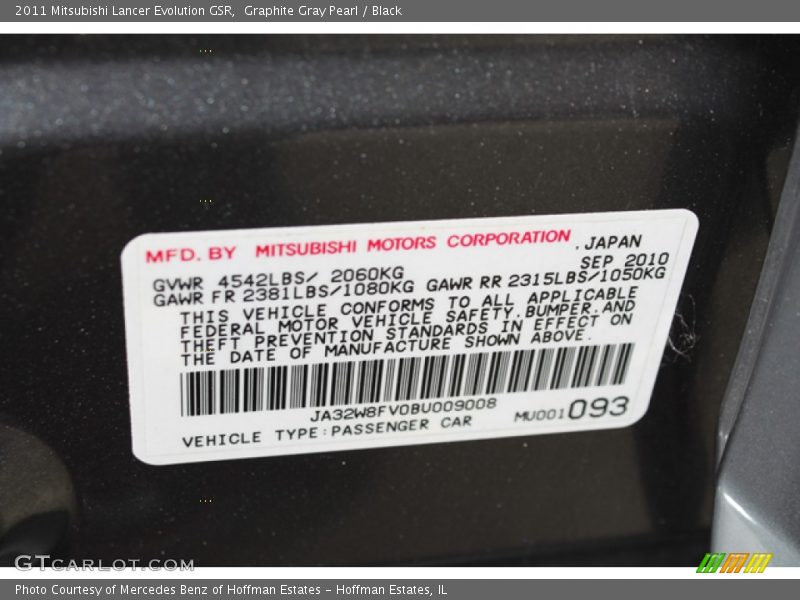 2011 Mitsubishi Lancer Evolution GSR,  Graphite Gray Pearl / Black
MFD. BY MITSUBISHI MOTORS CORPORATION ,JAPAN
SEP 2010
GVWR 4542LBS/ 2060KG
GAWR FR 2381LBS/1080KG GAWR RR 2315LBS/1050KG
THIS VEHICLE CONFORMS TO ALL APPLICABLE
FEDERAL MOTOR VEHICLE SAFETY,BUMPER,AND
THEFT PREVENTION STANDARDS IN EFFECT ON
THE DATE OF MANUFACTURE SHOWN ABOVE.
JA32W8FV0BU009008
MU001 093
VEHICLE TYPE:PASSENGER CAR
GTCARLOT.COM
Photo Courtesy of Mercedes Benz of Hoffman Estates - Hoffman Estates, IL